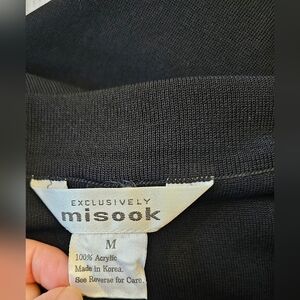 EXCLUSIVELY
misook
M
100% Acrylic
Made in Korea
See Reverse for Care.